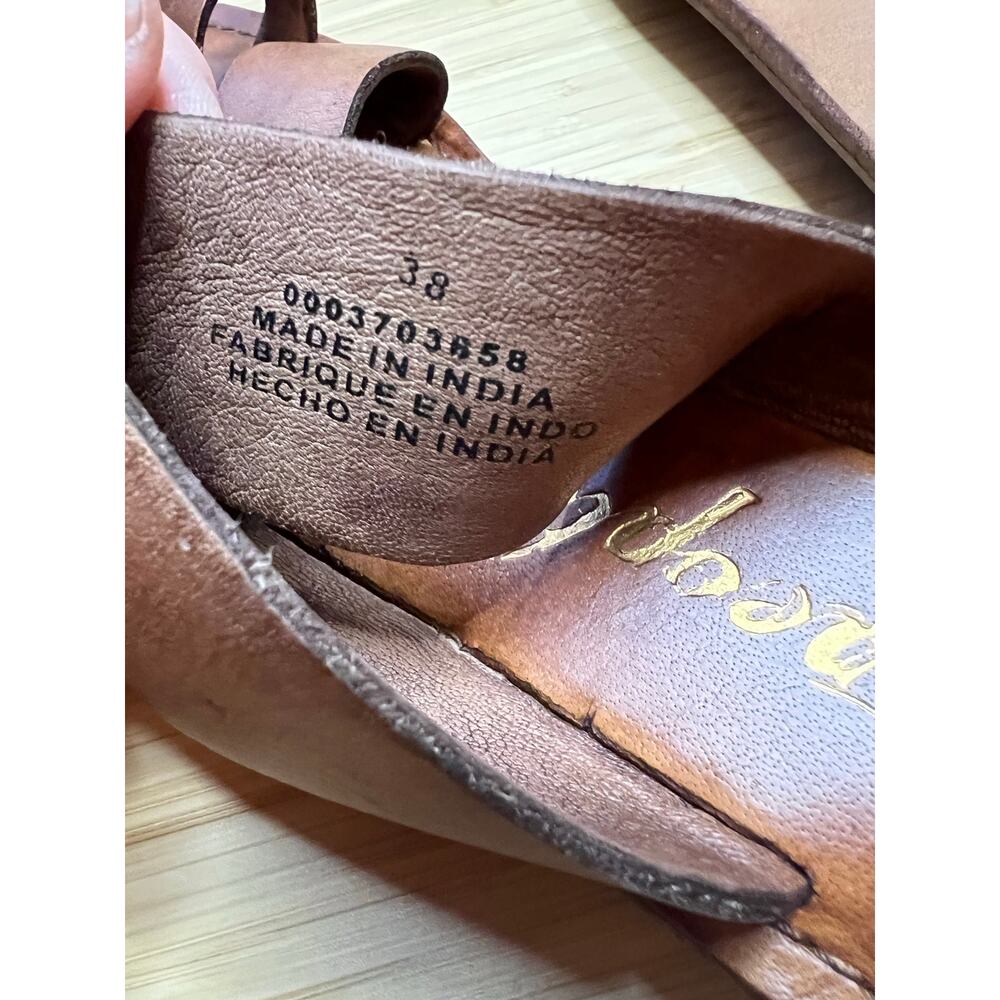 38
0003703658
MADE IN INDIA
FABRIQUE EN INDO
HECHO EN INDIA